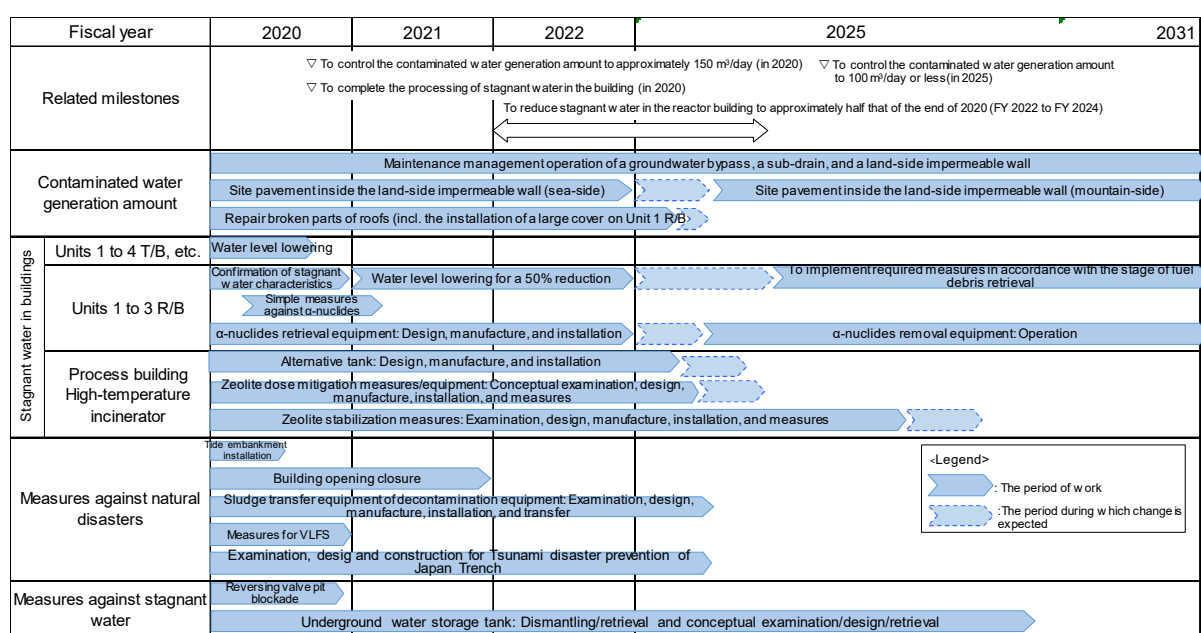 Fiscal year
2020
2021
2022
2025
2031
Related milestones
▽ To control the contaminated water generation amount to approximately 150 m³/day (in 2020)
▽ To control the contaminated water generation amount
to 100 m³/day or less(in 2025)
▽ To complete the processing of stagnant water in the building (in 2020)
To reduce stagnant water in the reactor building to approximately half that of the end of 2020 (FY 2022 to FY 2024)
Contaminated water
generation amount
Maintenance management operation of a groundwater bypass, a sub-drain, and a land-side impermeable wall
Site pavement inside the land-side impermeable wall (sea-side)
Site pavement inside the land-side impermeable wall (mountain-side)
Repair broken parts of roofs (incl. the installation of a large cover on Unit 1 R/B
Stagnant water in buildings
Units 1 to 4 T/B, etc.
Water level lowering
Units 1 to 3 R/B
Confirmation of stagnant
water characteristics
Water level lowering for a 50% reduction
To implement required measures in accordance with the stage of fuel
debris retrieval
Simple measures
against α-nuclides
α-nuclides retrieval equipment: Design, manufacture, and installation
α-nuclides removal equipment: Operation
Process building
High-temperature
incinerator
Alternative tank: Design, manufacture, and installation
Zeolite dose mitigation measures/equipment: Conceptual examination, design,
manufacture, installation, and measures
Zeolite stabilization measures: Examination, design, manufacture, installation, and measures
Measures against natural
disasters
Tide embankment
installation
Building opening closure
Sludge transfer equipment of decontamination equipment: Examination, design,
manufacture, installation, and transfer
Measures for VLFS
Examination, desig and construction for Tsunami disaster prevention of
Japan Trench
<Legend>
: The period of work
:The period during which change is
expected
Measures against stagnant
water
Reversing valve pit
blockade
Underground water storage tank: Dismantling/retrieval and conceptual examination/design/retrieval